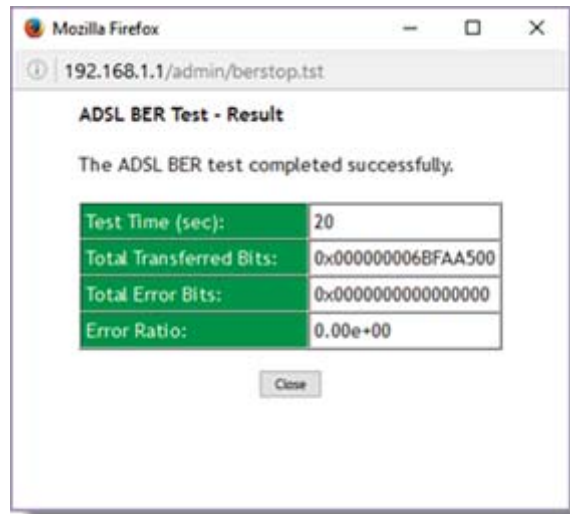 Mozilla Firefox
192.168.1.1/admin/berstop.tst
ADSL BER Test - Result
The ADSL BER test completed successfully.
Test Time (sec): 20
Total Transferred Bits: 0x000000006BFAA500
Total Error Bits: 0x0000000000000000
Error Ratio: 0.00e+00
Close